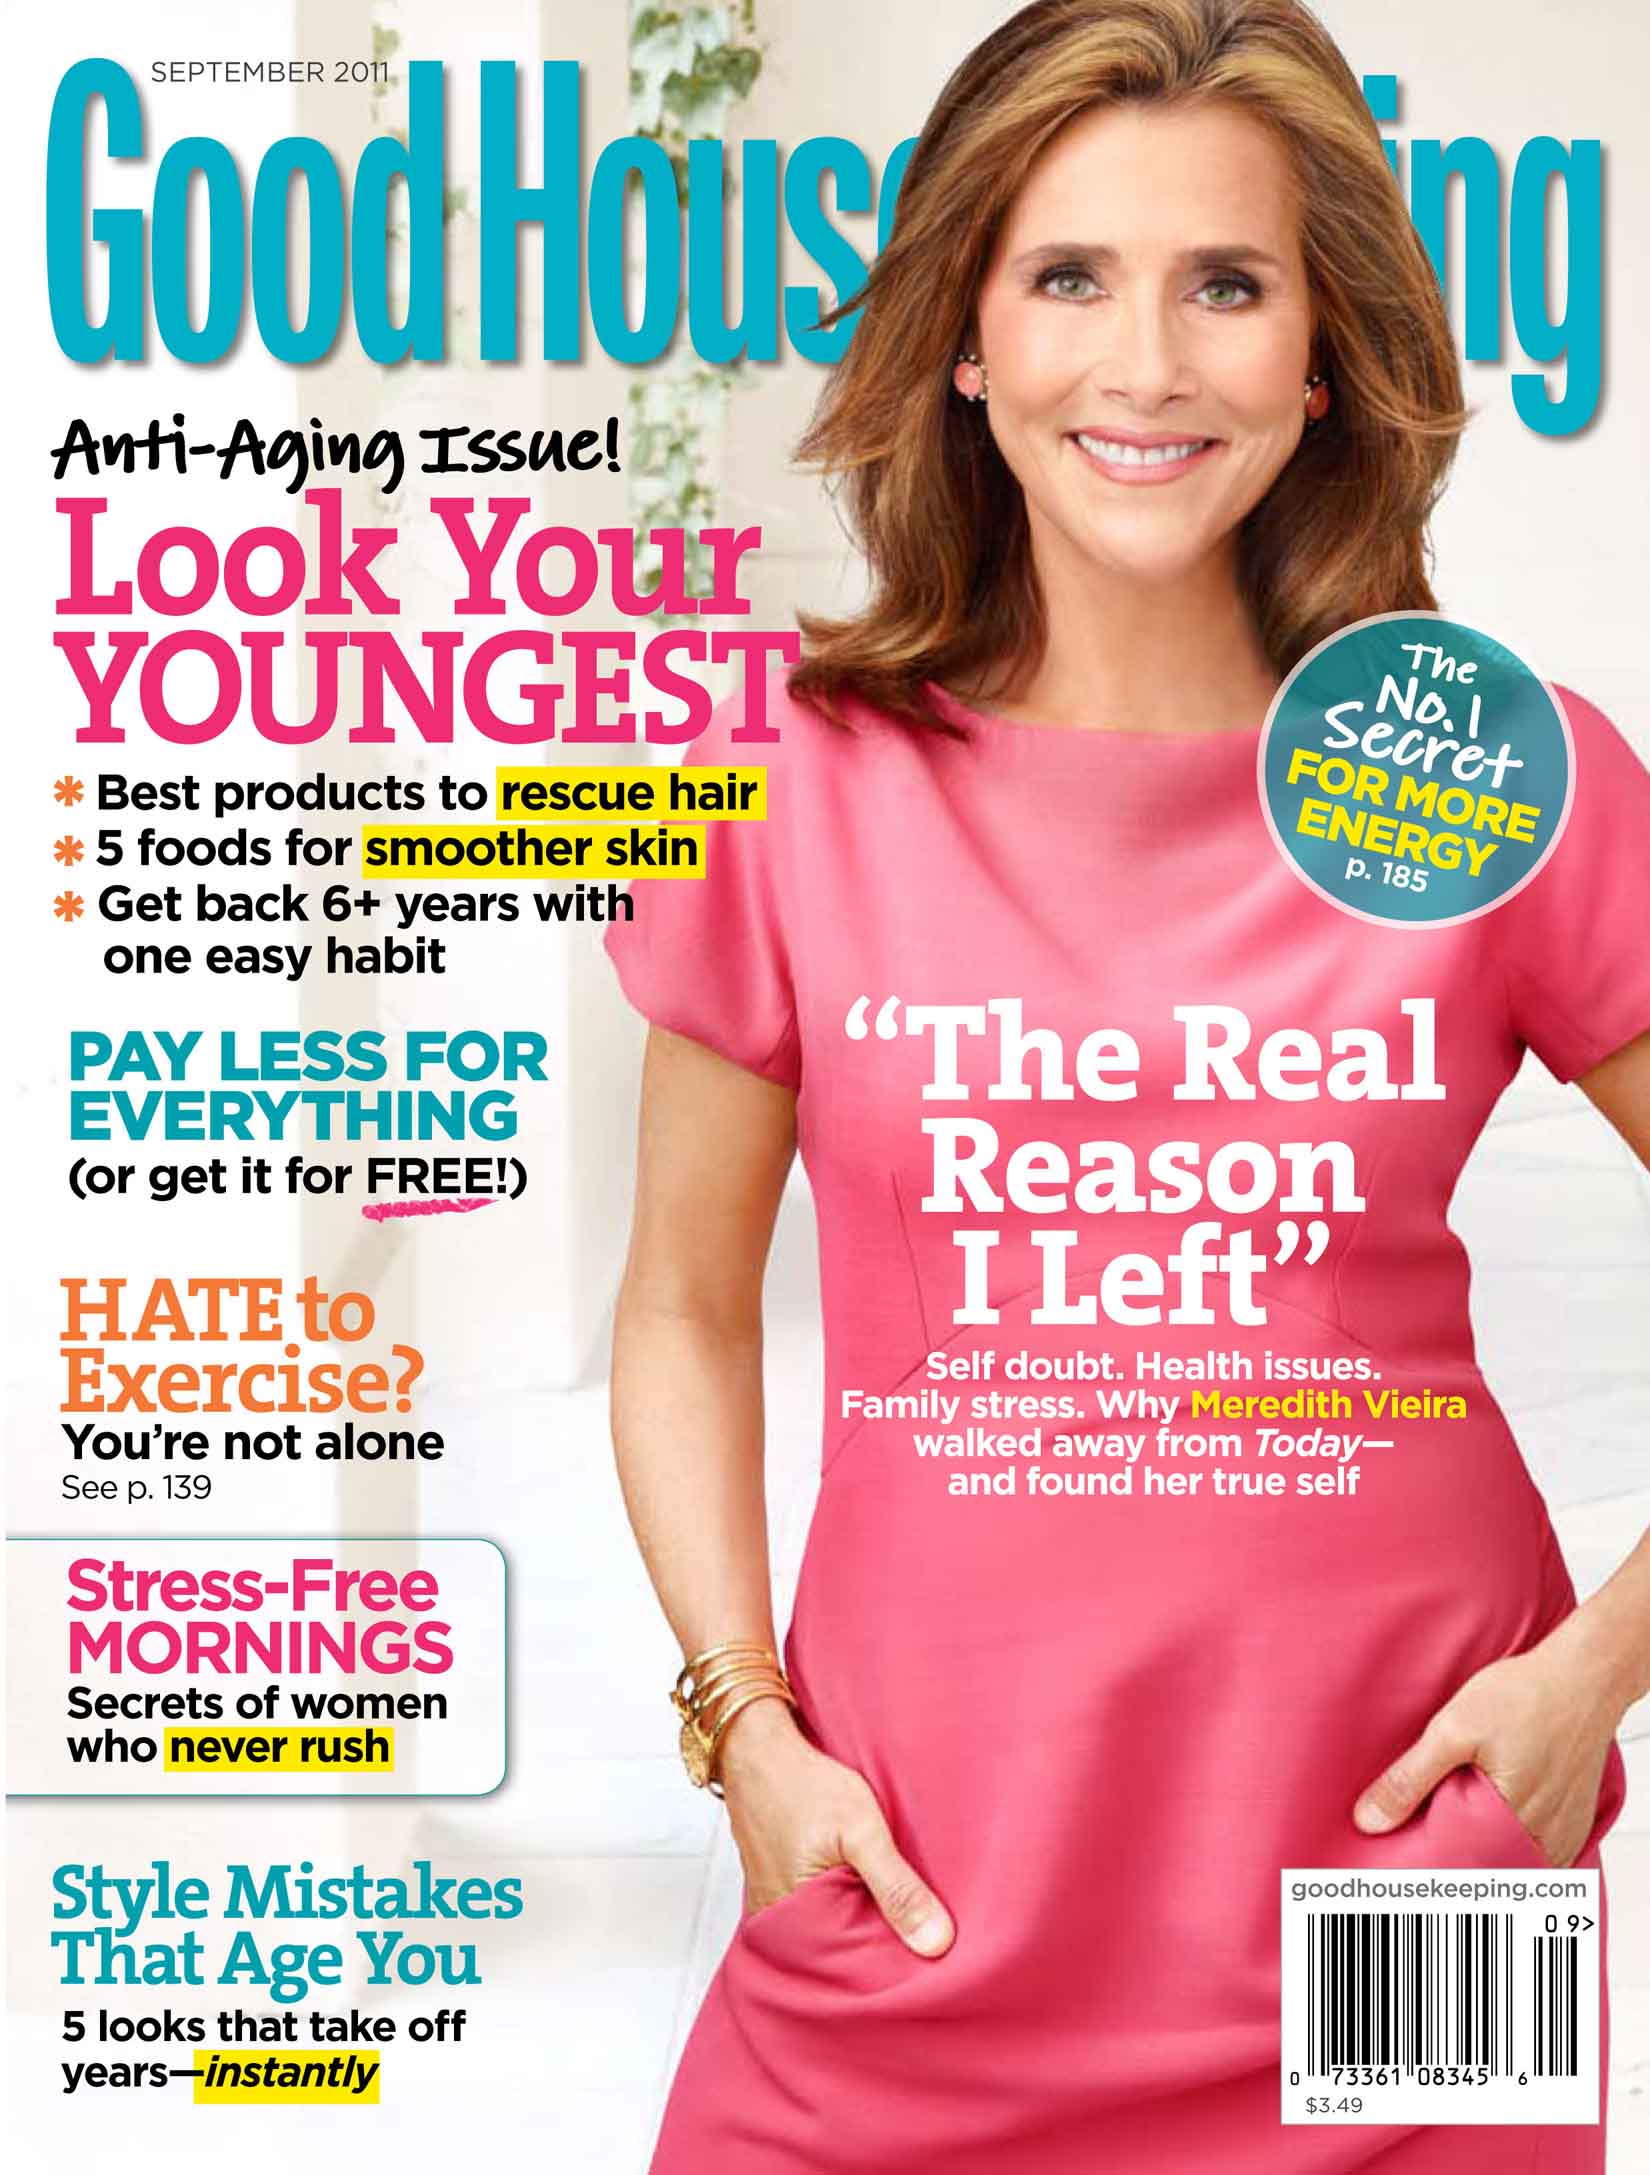 SEPTEMBER 2011
Good Housekeeping
Anti-Aging Issue!
Look Your
YOUNGEST
* Best products to rescue hair
* 5 foods for smoother skin
* Get back 6+ years with
one easy habit
PAY LESS FOR
EVERYTHING
(or get it for FREE!)
HATE to
Exercise?
You're not alone
See p. 139
Stress-Free
MORNINGS
Secrets of women
who never rush
Style Mistakes
That Age You
5 looks that take off
years—instantly
The
No. 1
Secret
FOR MORE
ENERGY
p. 185
“The Real
Reason
I Left”
Self doubt. Health issues.
Family stress. Why Meredith Vieira
walked away from Today—
and found her true self
goodhousekeeping.com
09>
0 73361 08345 6
$3.49